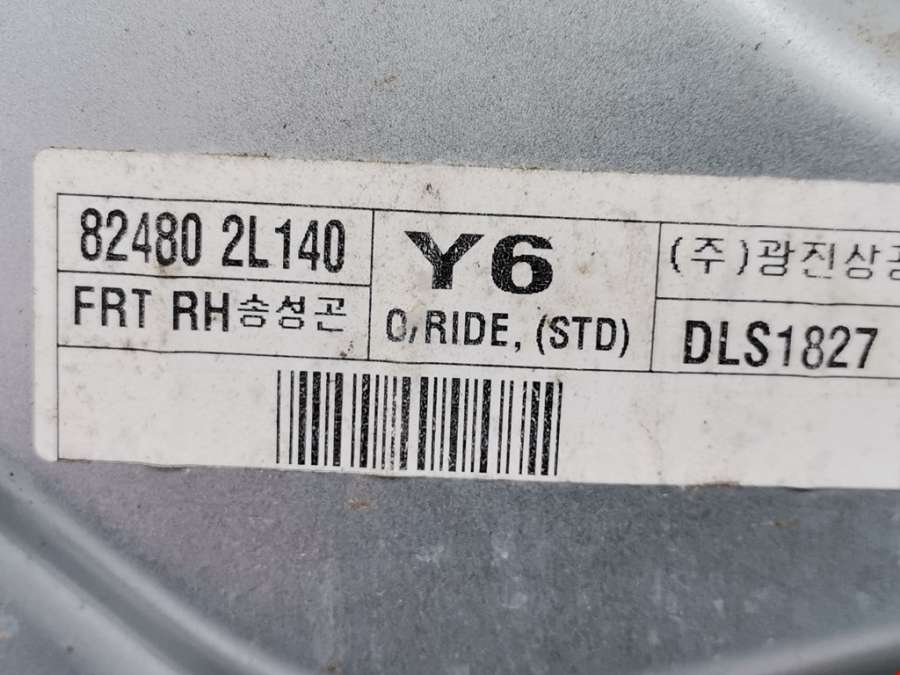 82480 2L140
FRT RH송성곤
Y6
O/RIDE, (STD)
(주)광진상
DLS1827